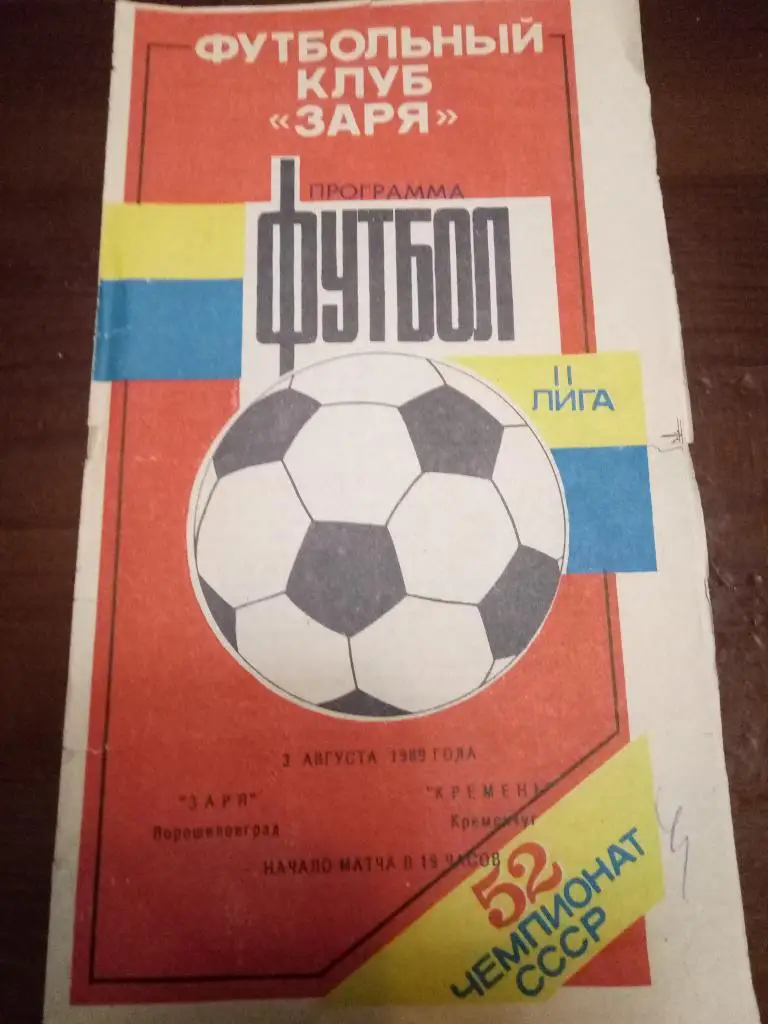 ФУТБОЛЬНЫЙ
КЛУБ
«ЗАРЯ»
ПРОГРАММА
ФУТБОЛ
II
ЛИГА
3 АВГУСТА 1989 ГОДА
"ЗАРЯ"
Ворошиловград
"КРЕМЕНЬ"
Кременчуг
НАЧАЛО МАТЧА В 19 ЧАСОВ
52
ЧЕМПИОНАТ
СССР